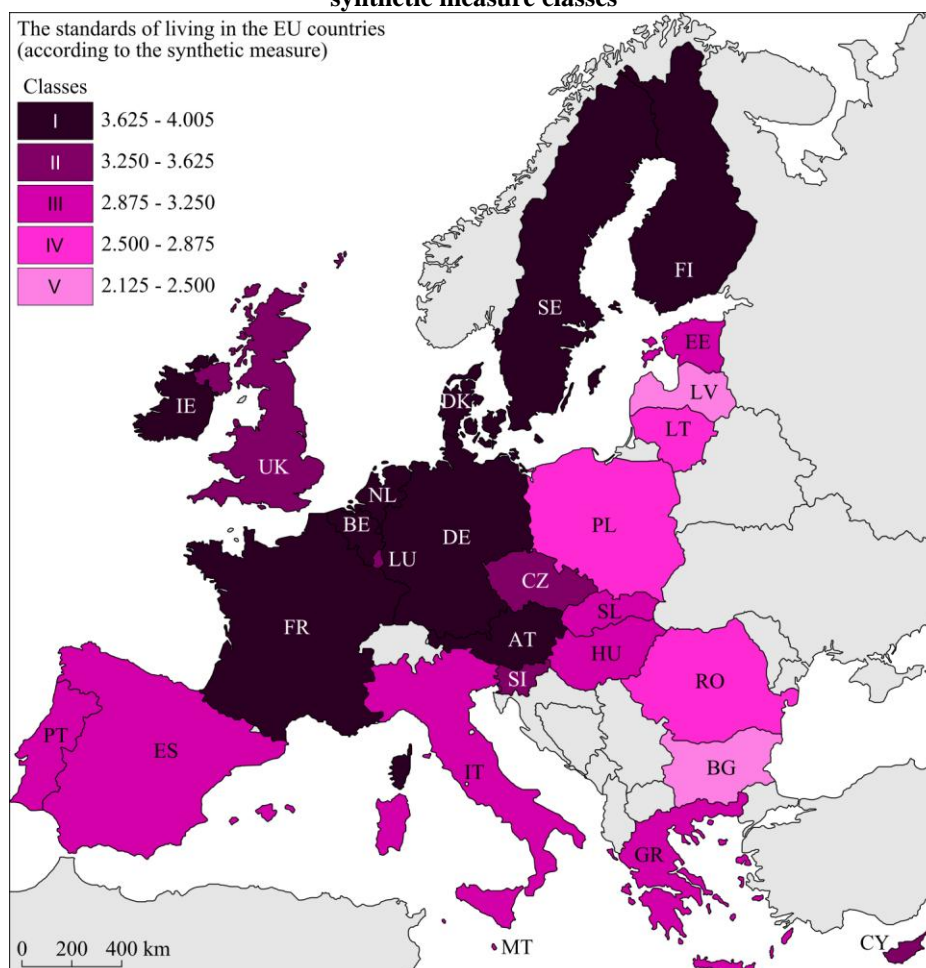 synthetic measure classes
The standards of living in the EU countries
(according to the synthetic measure)
Classes
I 3.625 - 4.005
II 3.250 - 3.625
III 2.875 - 3.250
IV 2.500 - 2.875
V 2.125 - 2.500
FI
SE
EE
LV
DK
IE
LT
UK
NL
PL
BE
DE
LU
CZ
SL
FR
AT
HU
SI
RO
PT
ES
IT
BG
GR
MT
CY
0 200 400 km